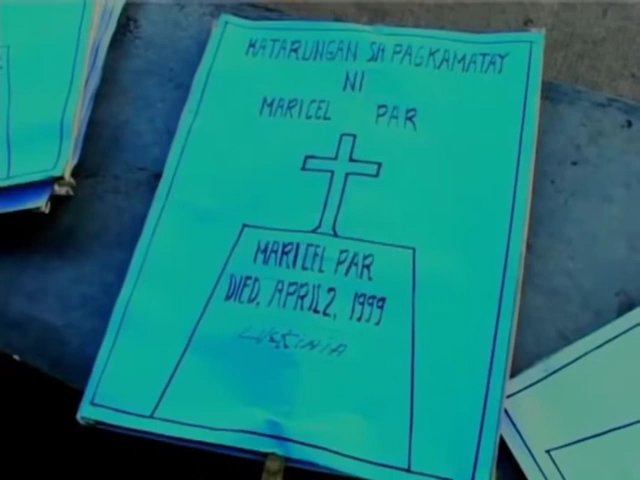 KATARUNGAN SA PAGKAMATAY
NI
MARICEL PAR
MARICEL PAR
DIED, APRIL 2, 1999